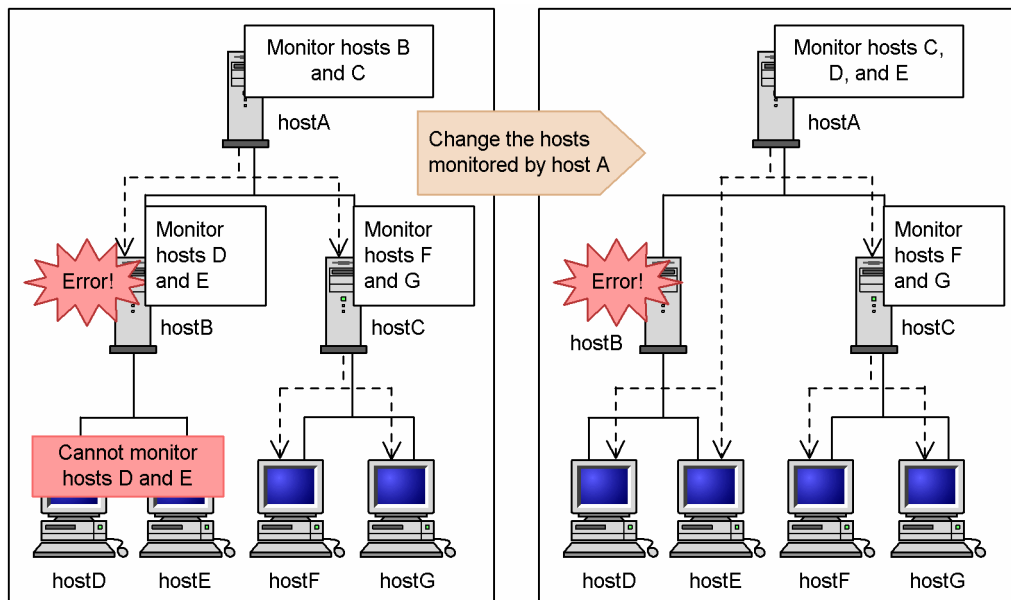 Monitor hosts B
and C
hostA
Monitor
hosts D
and E
Error!
hostB
Monitor
hosts F
and G
hostC
Cannot monitor
hosts D and E
hostD
hostE
hostF
hostG
Change the hosts
monitored by host A
Monitor hosts C,
D, and E
hostA
Error!
hostB
Monitor
hosts F
and G
hostC
hostD
hostE
hostF
hostG